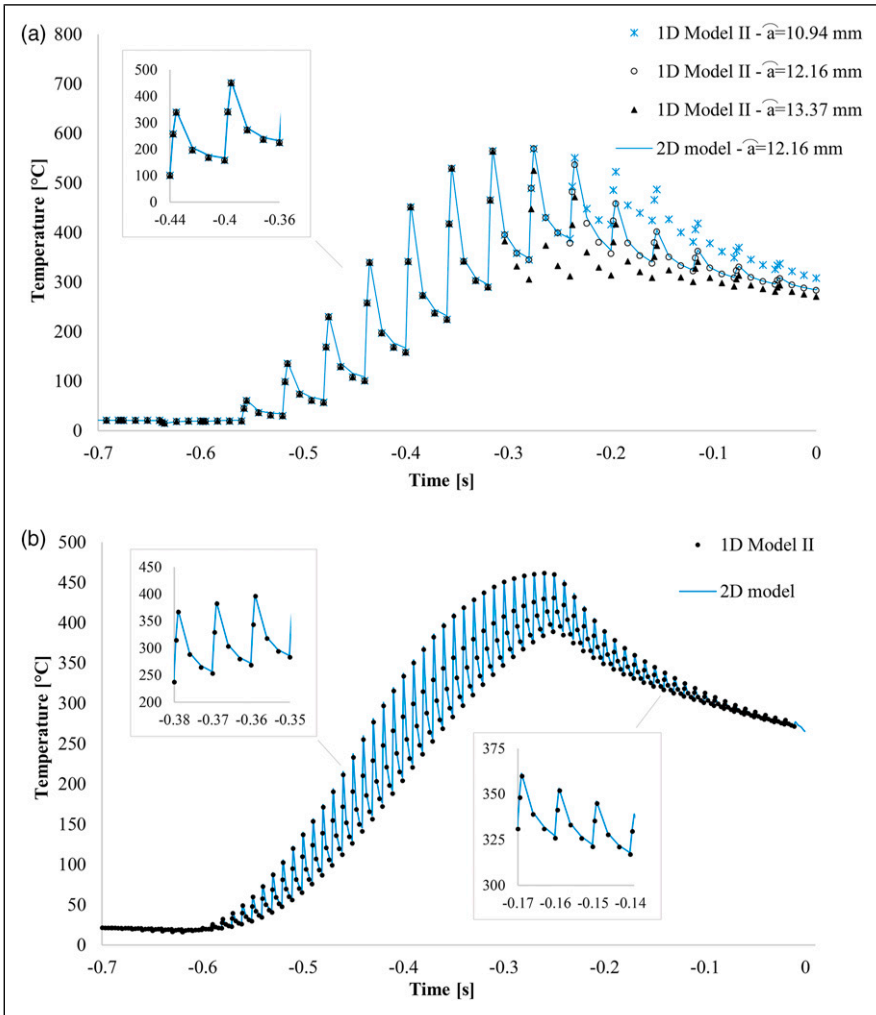 (a)
800
700
600
500
400
300
200
100
0
Temperature [°C]
-0.7 -0.6 -0.5 -0.4 -0.3 -0.2 -0.1 0
Time [s]
500
400
300
200
100
0
-0.44 -0.4 -0.36
1D Model II - a͡=10.94 mm
1D Model II - a͡=12.16 mm
1D Model II - a͡=13.37 mm
2D model - a͡=12.16 mm
(b)
500
450
400
350
300
250
200
150
100
50
0
Temperature [°C]
-0.7 -0.6 -0.5 -0.4 -0.3 -0.2 -0.1 0
Time [s]
450
400
350
300
250
200
-0.38 -0.37 -0.36 -0.35
1D Model II
2D model
375
350
325
300
-0.17 -0.16 -0.15 -0.14